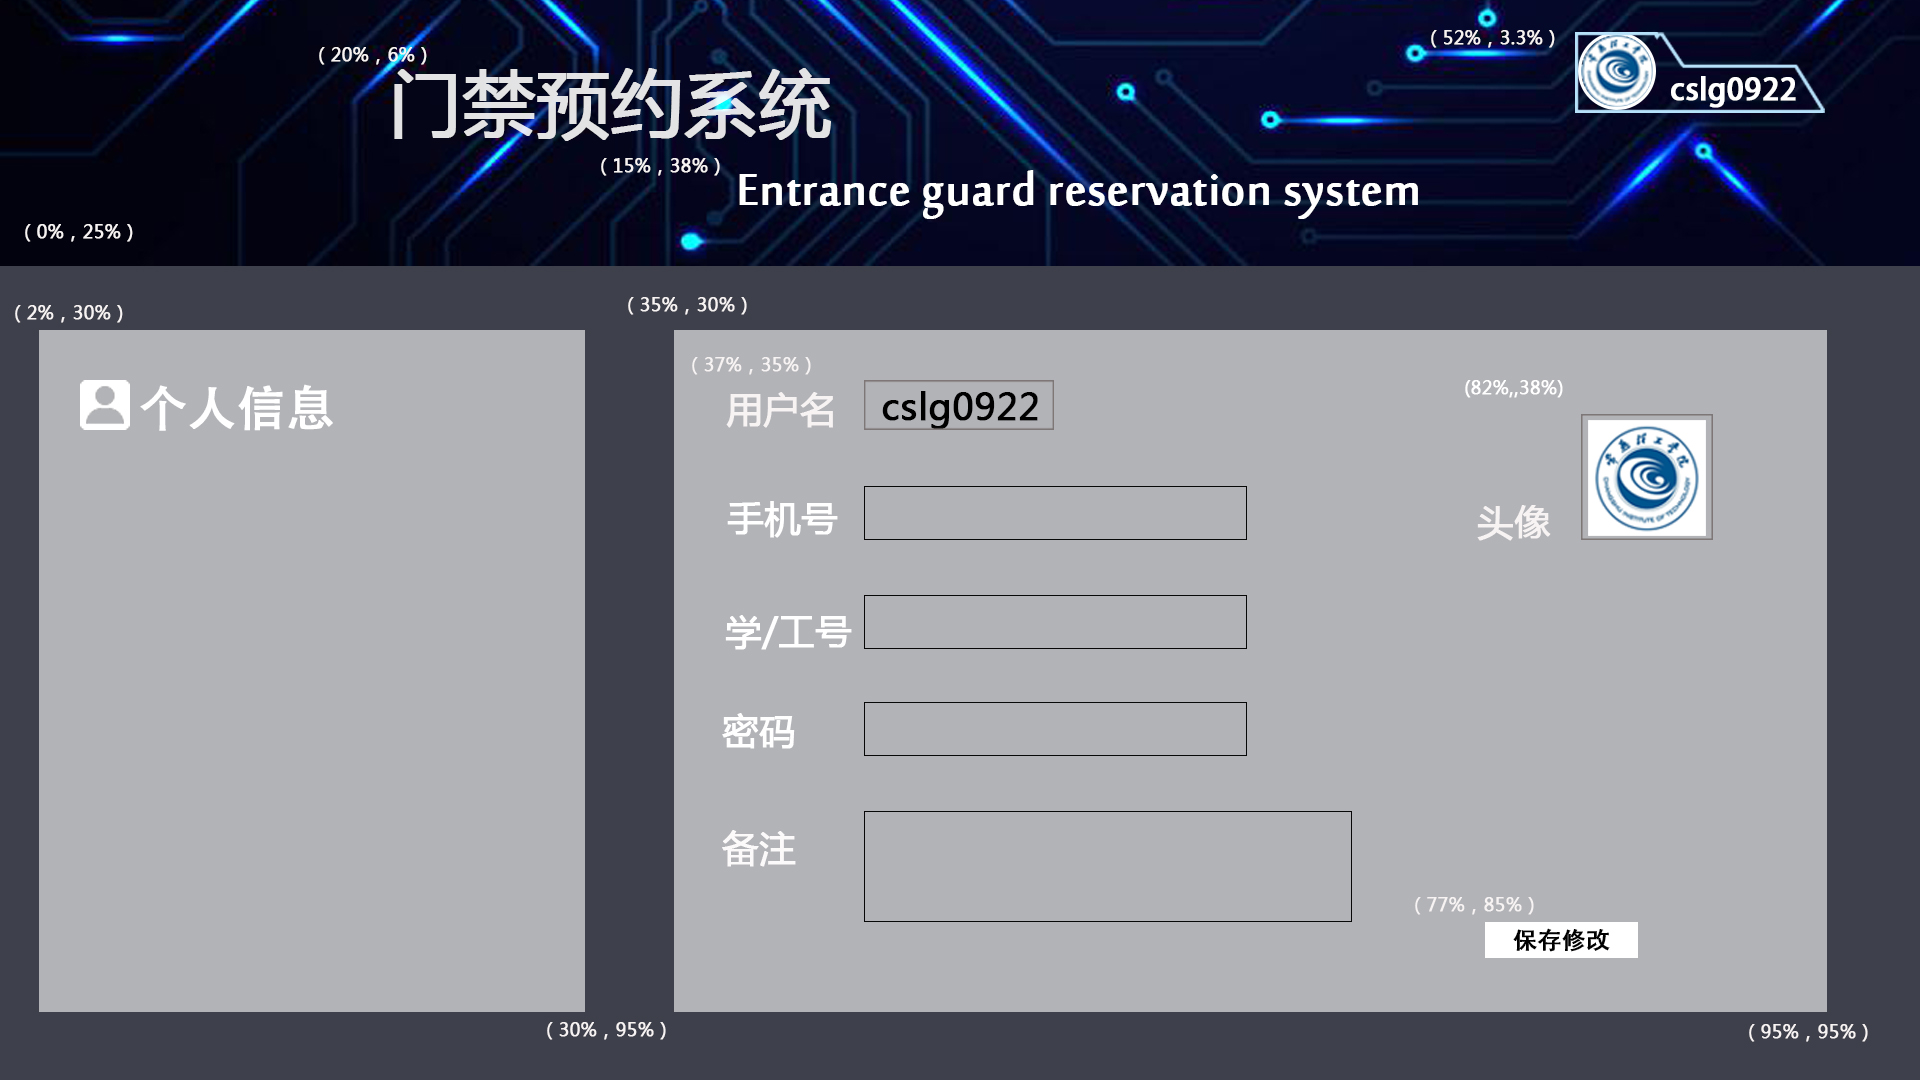 ( 20% , 6% )
门禁预约系统
( 52% , 3.3% )
cslg0922
( 15% , 38% )
Entrance guard reservation system
( 0% , 25% )
( 2% , 30% )
个人信息
( 35% , 30% )
( 37% , 35% )
用户名 cslg0922
(82%,,38%)
头像
手机号
学/工号
密码
备注
( 77% , 85% )
保存修改
( 30% , 95% )
( 95% , 95% )